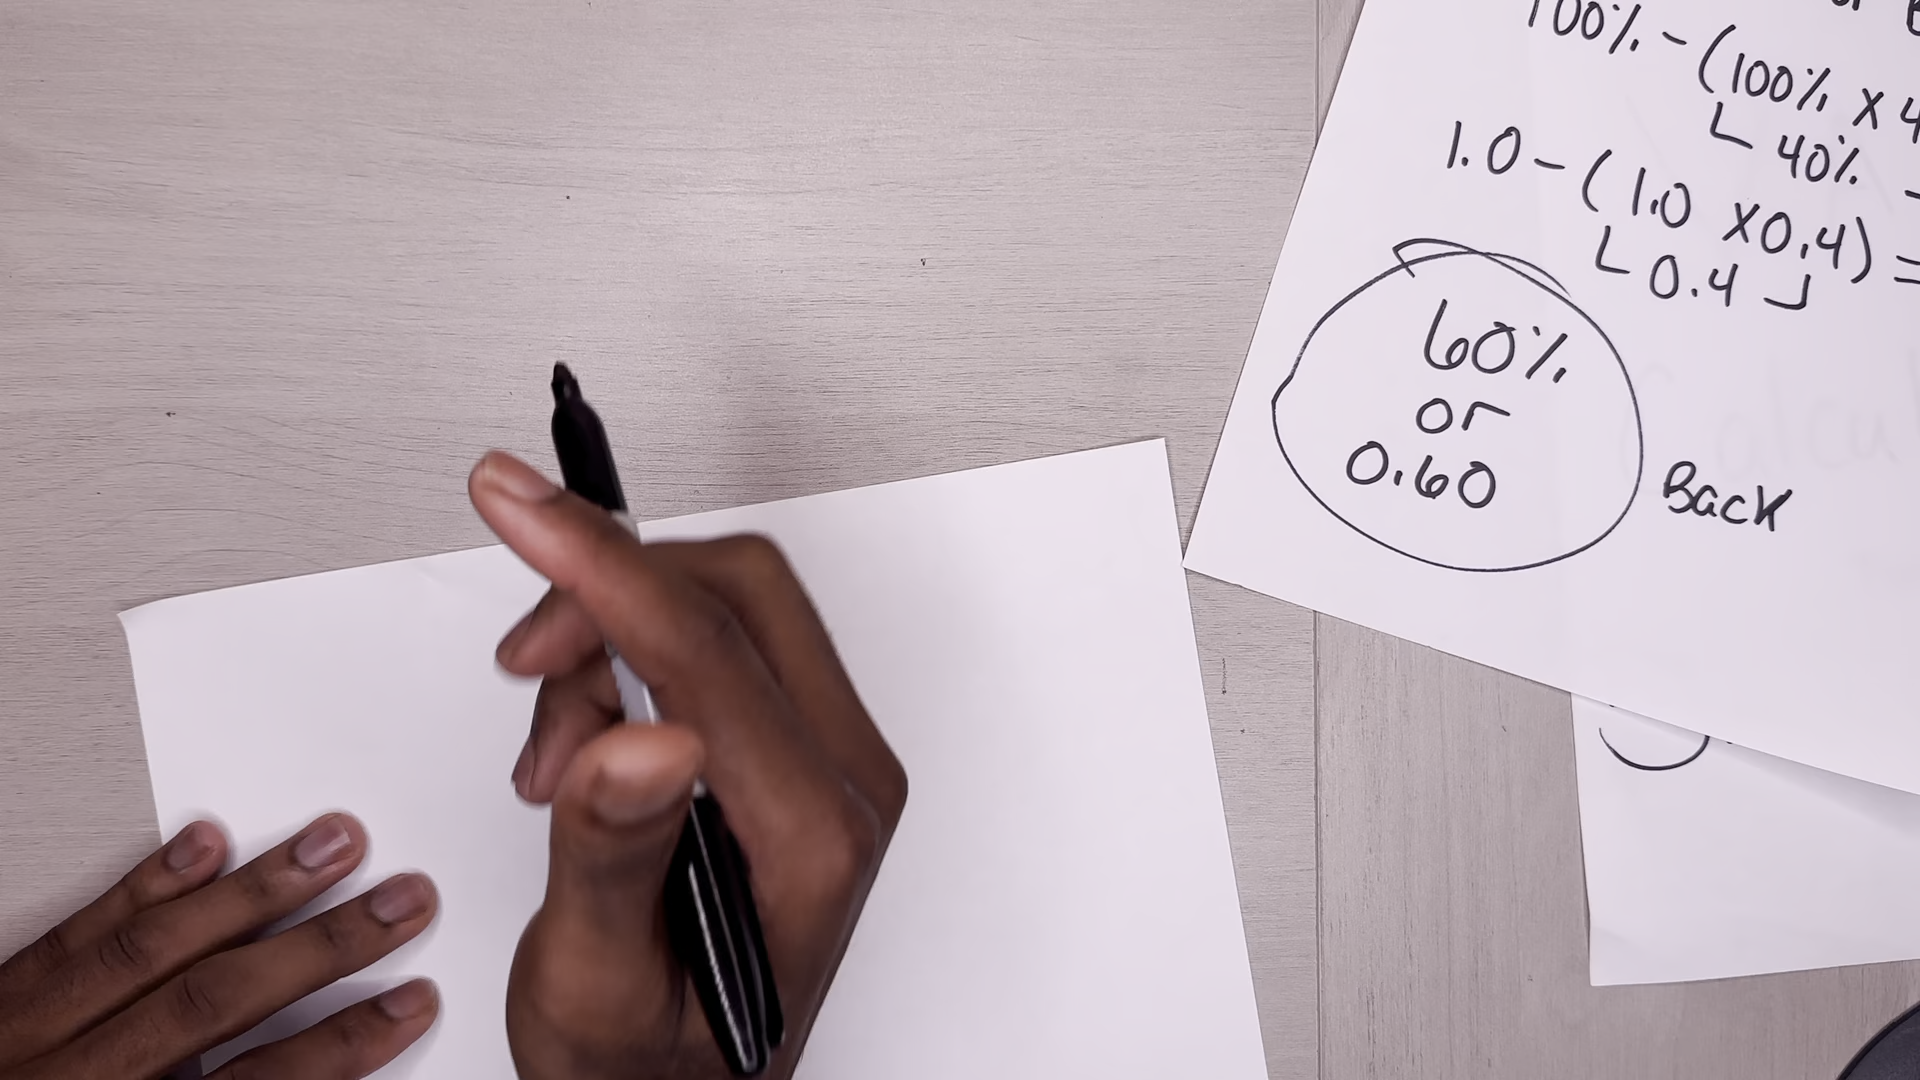 100% - (100% x 4
40%
1.0 - (1.0 x 0.4) =
0.4
60%
or
0.60
Back